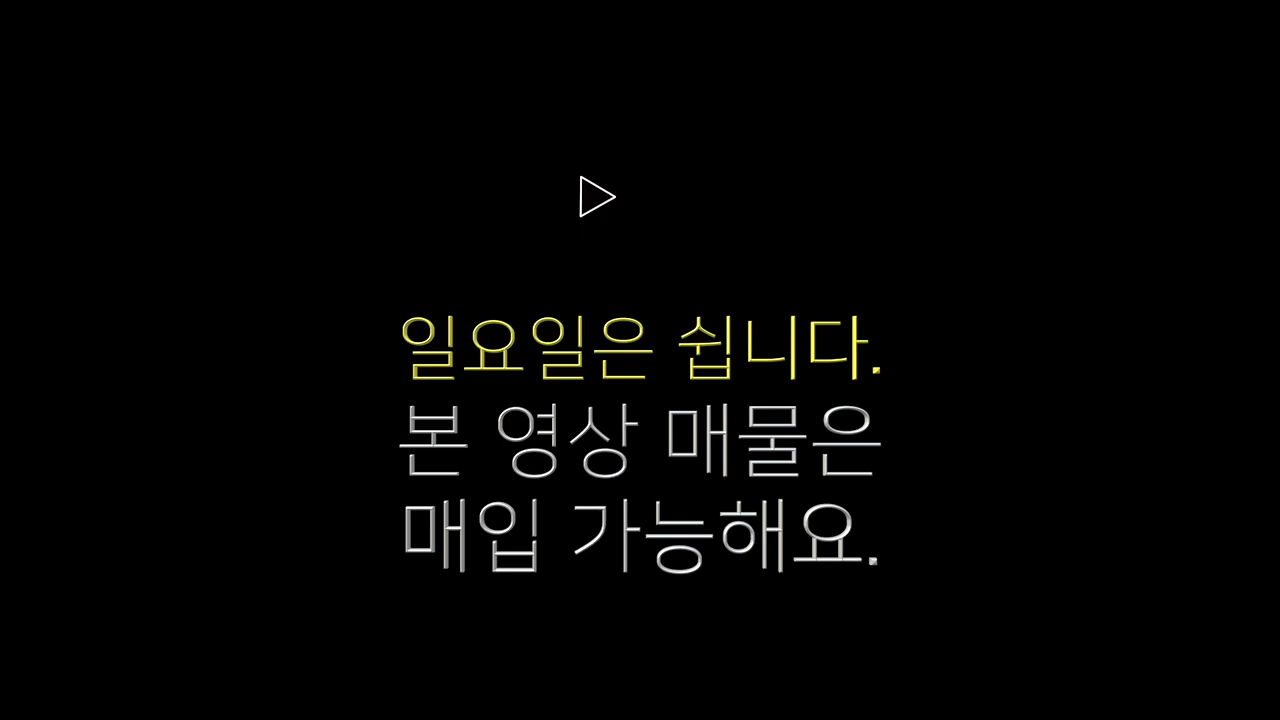 일요일은 쉽니다.
본 영상 매물은
매입 가능해요.